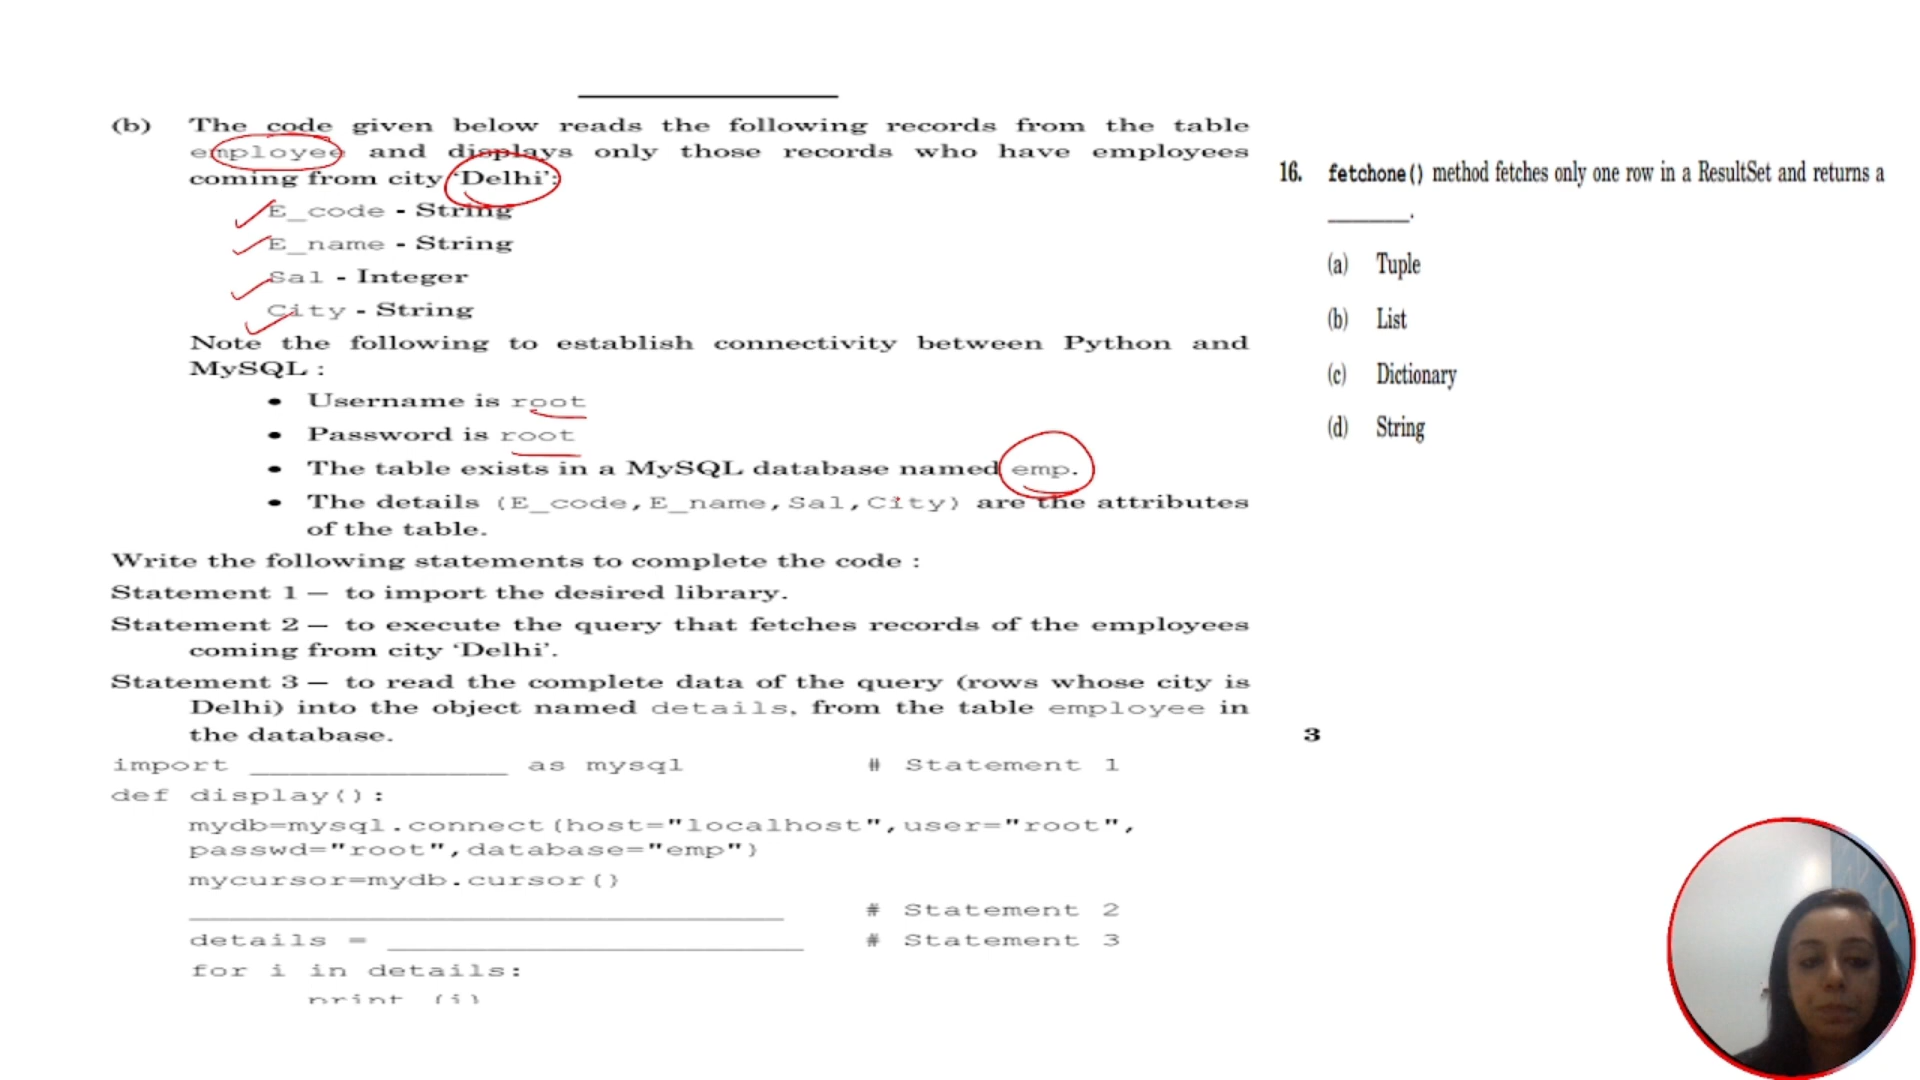 (b) The code given below reads the following records from the table
employee and displays only those records who have employees
coming from city ‘Delhi’:
E_code - String
E_name - String
Sal - Integer
City - String
Note the following to establish connectivity between Python and
MySQL :
• Username is root
• Password is root
• The table exists in a MySQL database named emp.
• The details (E_code,E_name,Sal,City) are the attributes
of the table.
Write the following statements to complete the code :
Statement 1 – to import the desired library.
Statement 2 – to execute the query that fetches records of the employees
coming from city ‘Delhi’.
Statement 3 – to read the complete data of the query (rows whose city is
Delhi) into the object named details, from the table employee in
the database. 3
import _____________ as mysql # Statement 1
def display():
mydb=mysql.connect(host="localhost",user="root",
passwd="root",database="emp")
mycursor=mydb.cursor()
______________________________ # Statement 2
details = _____________________ # Statement 3
for i in details:
print (i)
16. fetchone() method fetches only one row in a ResultSet and returns a
________.
(a) Tuple
(b) List
(c) Dictionary
(d) String